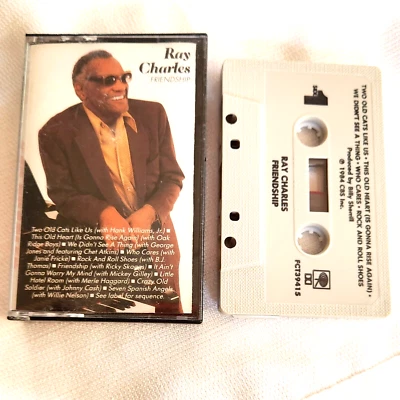 Ray
Charles
FRIENDSHIP
Two Old Cats Like Us (with Hank Williams, Jr.) ■
This Old Heart (Is Gonna Rise Again) (with Oak
Ridge Boys) ■ We Didn't See A Thing (with George
Jones and featuring Chet Atkins) ■ Who Cares (with
Janie Fricke) ■ Rock And Roll Shoes (with B.J.
Thomas) ■ Friendship (with Ricky Skaggs) ■ It Ain't
Gonna Worry My Mind (with Mickey Gilley) ■ Little
Hotel Room (with Merle Haggard) ■ Crazy Old
Soldier (with Johnny Cash) ■ Seven Spanish Angels
(with Willie Nelson) ■ See label for sequence.
TWO OLD CATS LIKE US • THIS OLD HEART (IS GONNA RISE AGAIN) •
WE DIDN'T SEE A THING • WHO CARES • ROCK AND ROLL SHOES
Produced by Billy Sherrill
℗ 1984 CBS Inc.
1
RAY CHARLES
FRIENDSHIP
FCT39415